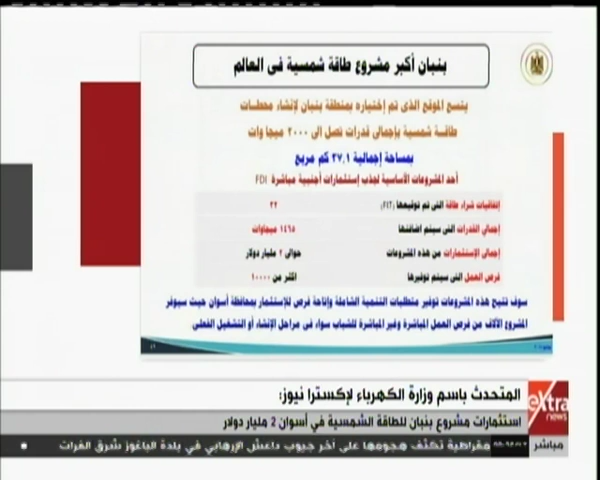 بنبان أكبر مشروع طاقة شمسية فى العالم
يتسع الموقع الذى تم إختياره بمنطقة بنبان لإنشاء محطات
طاقة شمسية بإجمالى قدرات تصل الى ٢٠٠٠ ميجا وات
بمساحة إجمالية ٣٧.١ كم مربع
أحد المشروعات الأساسية لجذب إستثمارات أجنبية مباشرة FDI
إتفاقيات شراء طاقة التى تم توقيعها (FIT) ٣٢
إجمالى القدرات التى سيتم اضافتها ١٤٦٥ ميجاوات
إجمالى الإستثمارات من هذه المشروعات حوالى ٢ مليار دولار
فرص العمل التى سيتم توفيرها اكثر من ١٠٠٠٠
سوف تتيح هذه المشروعات توفير متطلبات التنمية الشاملة وإتاحة فرص للإستثمار بمحافظة أسوان حيث سيوفر
المشروع الآلاف من فرص العمل المباشرة وغير المباشرة للشباب سواء فى مراحل الإنشاء أو التشغيل الفعلى
المتحدث باسم وزارة الكهرباء لإكسترا نيوز:
استثمارات مشروع بنبان للطاقة الشمسية في أسوان 2 مليار دولار
eXtra
news
مباشر
مقراطية تكثف هجومها على آخر جيوب داعش الإرهابي في بلدة الباغوز شرق الفرات